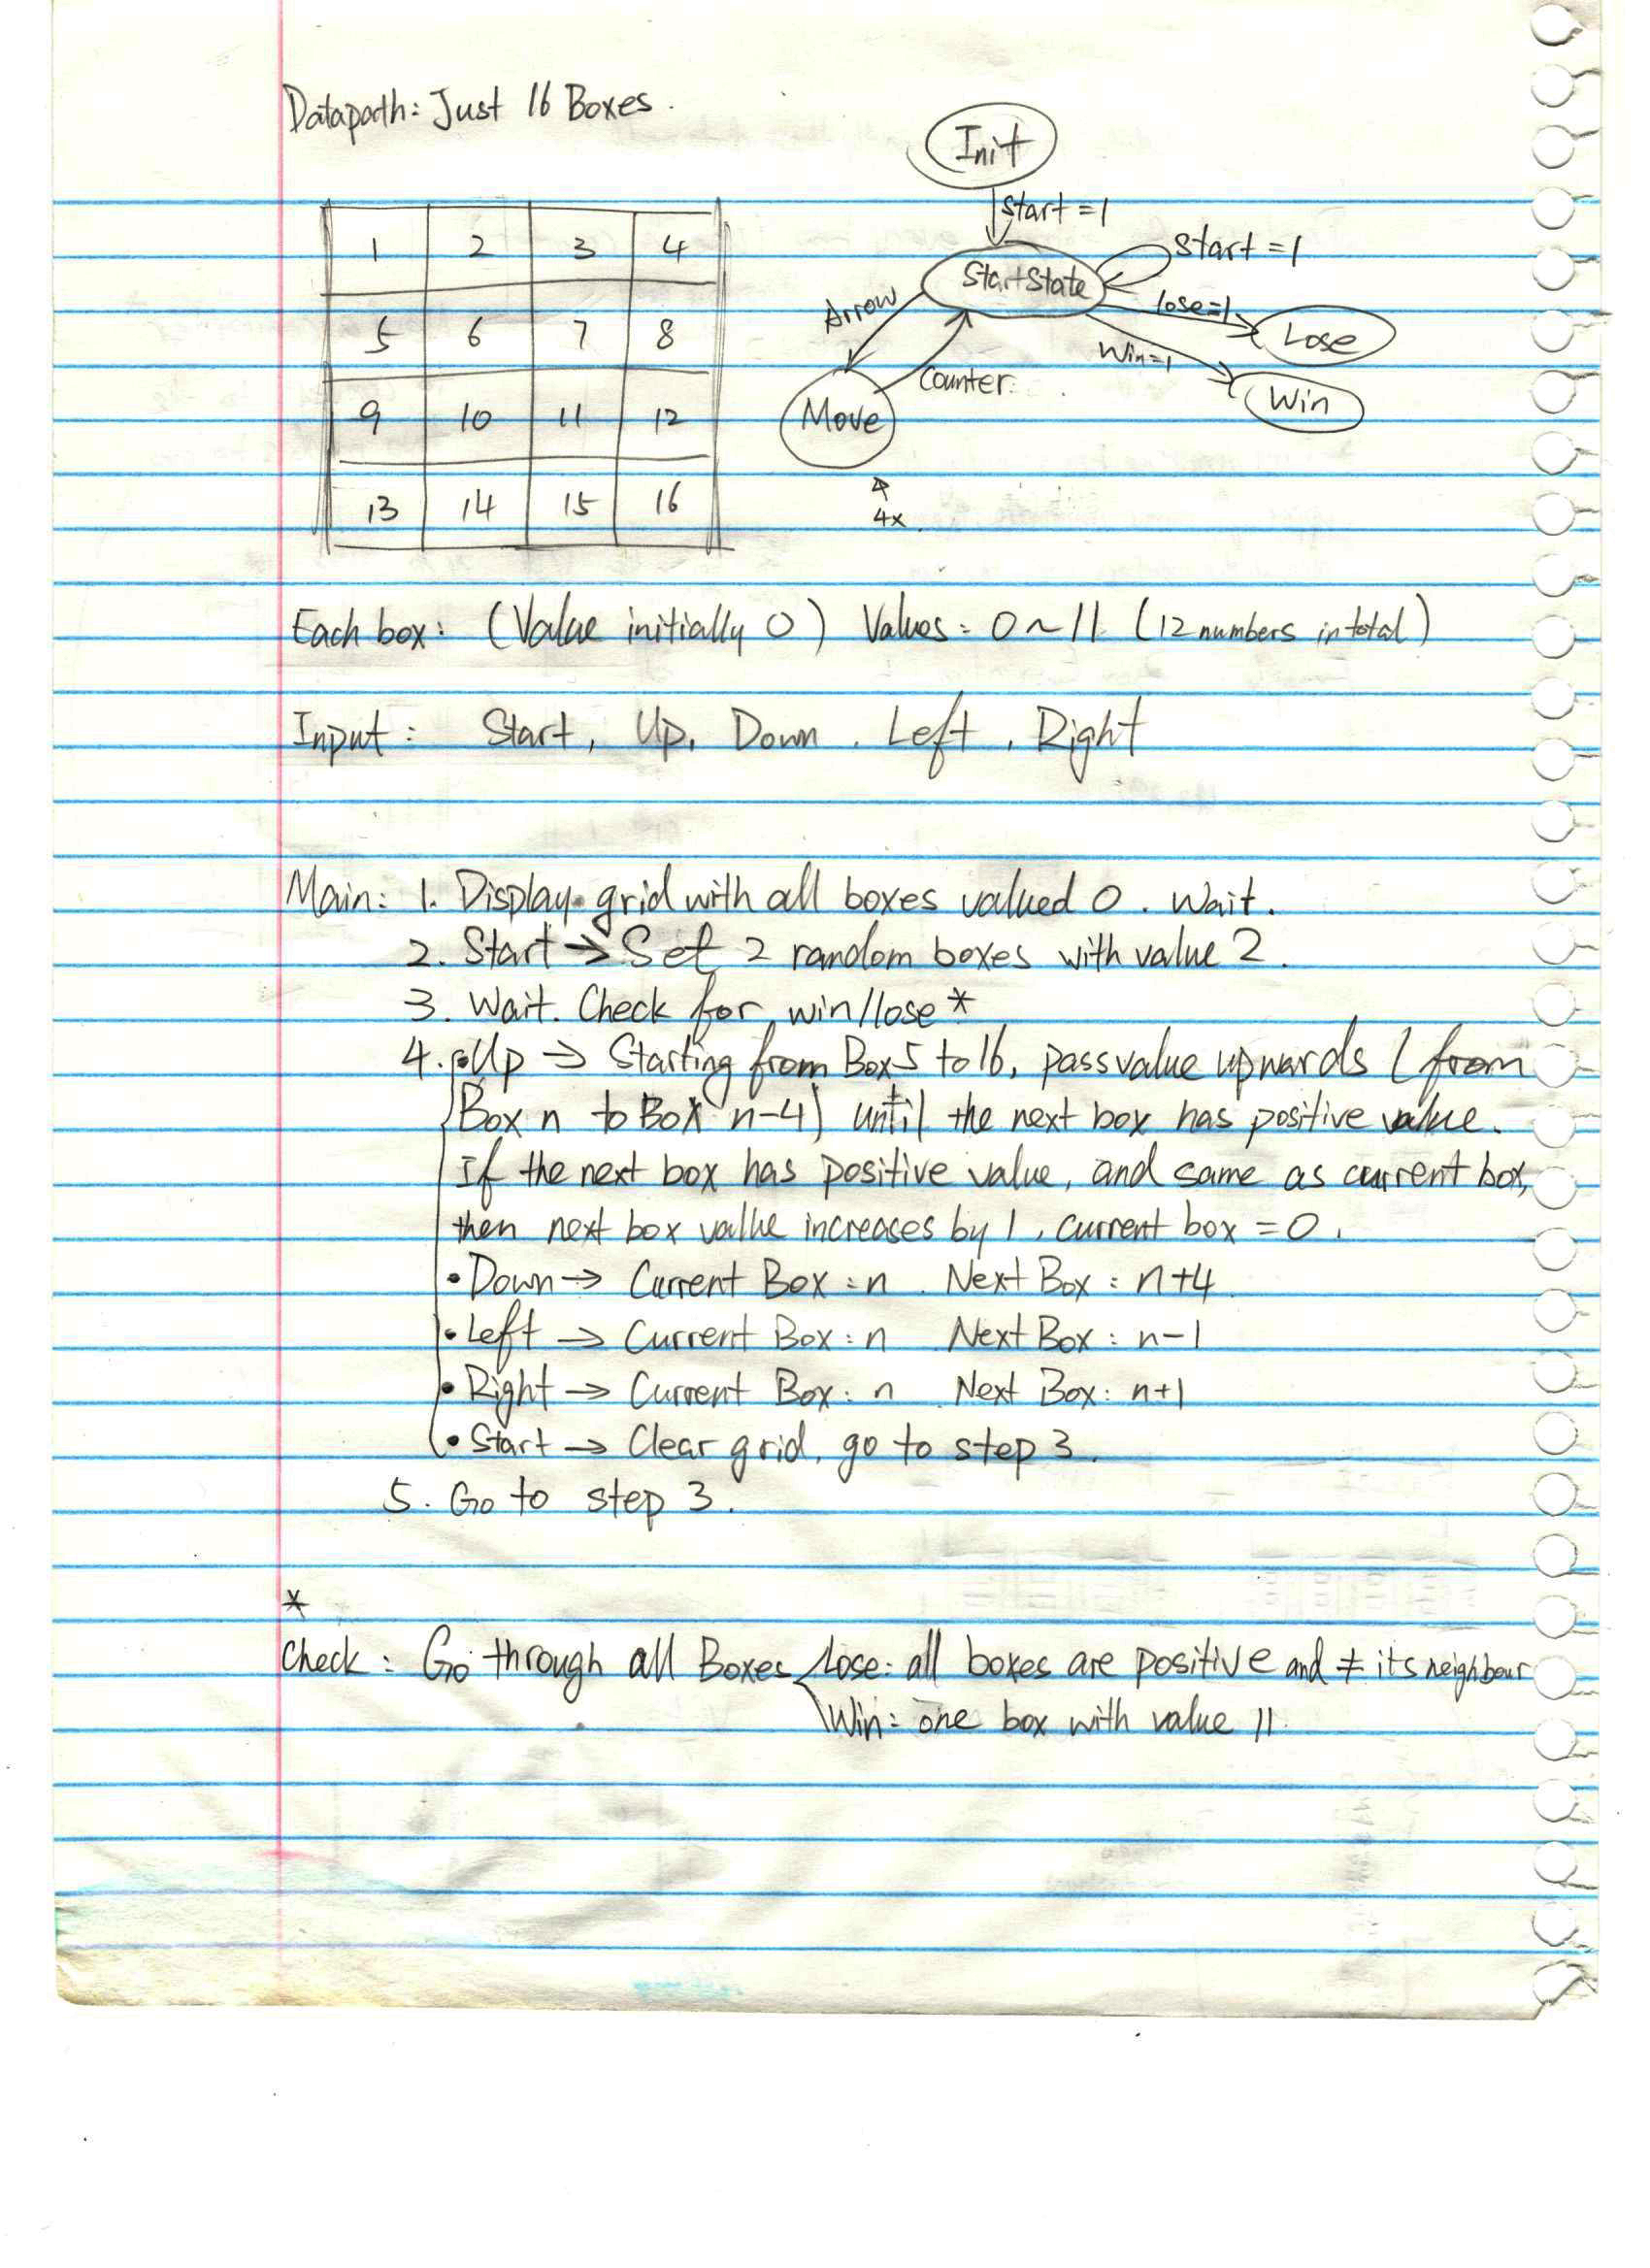 Datapath: Just 16 Boxes.
Init
Start=1
Start=1
StartState
Arrow
lose=1
Lose
Win=1
Win
Counter.
Move
4x
1 2 3 4
5 6 7 8
9 10 11 12
13 14 15 16
Each box: (Value initially 0) Values: 0~11 (12 numbers in total)
Input: Start, Up, Down. Left, Right
Main: 1. Display grid with all boxes valued 0. Wait.
2. Start → Set 2 random boxes with value 2.
3. Wait. Check for win/lose *
4. • Up → Starting from Box 5 to 16, pass value upwards (from
Box n to Box n-4) until the next box has positive value.
If the next box has positive value, and same as current box,
then next box value increases by 1, current box = 0.
• Down → Current Box: n Next Box: n+4
• Left → Current Box: n Next Box: n-1
• Right → Current Box: n Next Box: n+1
• Start → Clear grid, go to step 3.
5. Go to step 3.
*
Check: Go through all Boxes Lose: all boxes are positive and ≠ its neighbour
Win: one box with value 11